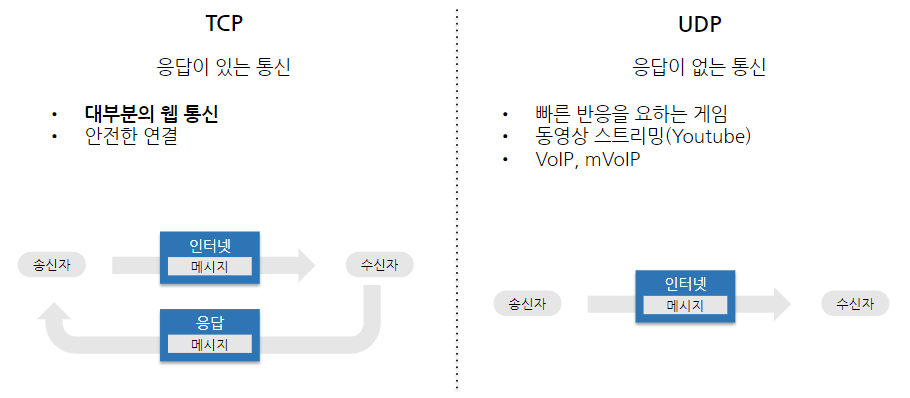 TCP
응답이 있는 통신
• 대부분의 웹 통신
• 안전한 연결
송신자
인터넷
메시지
수신자
응답
메시지
UDP
응답이 없는 통신
• 빠른 반응을 요하는 게임
• 동영상 스트리밍(Youtube)
• VoIP, mVoIP
송신자
인터넷
메시지
수신자